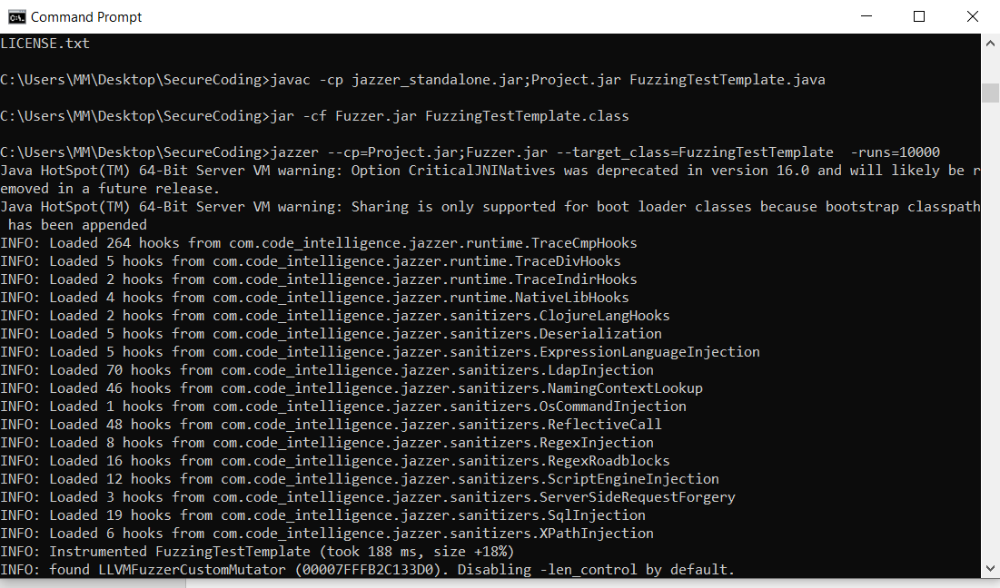 Command Prompt
LICENSE.txt
C:\Users\MM\Desktop\SecureCoding>javac -cp jazzer_standalone.jar;Project.jar FuzzingTestTemplate.java
C:\Users\MM\Desktop\SecureCoding>jar -cf Fuzzer.jar FuzzingTestTemplate.class
C:\Users\MM\Desktop\SecureCoding>jazzer --cp=Project.jar;Fuzzer.jar --target_class=FuzzingTestTemplate  -runs=10000
Java HotSpot(TM) 64-Bit Server VM warning: Option CriticalJNINatives was deprecated in version 16.0 and will likely be r
emoved in a future release.
Java HotSpot(TM) 64-Bit Server VM warning: Sharing is only supported for boot loader classes because bootstrap classpath
 has been appended
INFO: Loaded 264 hooks from com.code_intelligence.jazzer.runtime.TraceCmpHooks
INFO: Loaded 5 hooks from com.code_intelligence.jazzer.runtime.TraceDivHooks
INFO: Loaded 2 hooks from com.code_intelligence.jazzer.runtime.TraceIndirHooks
INFO: Loaded 4 hooks from com.code_intelligence.jazzer.runtime.NativeLibHooks
INFO: Loaded 2 hooks from com.code_intelligence.jazzer.sanitizers.ClojureLangHooks
INFO: Loaded 5 hooks from com.code_intelligence.jazzer.sanitizers.Deserialization
INFO: Loaded 5 hooks from com.code_intelligence.jazzer.sanitizers.ExpressionLanguageInjection
INFO: Loaded 70 hooks from com.code_intelligence.jazzer.sanitizers.LdapInjection
INFO: Loaded 46 hooks from com.code_intelligence.jazzer.sanitizers.NamingContextLookup
INFO: Loaded 1 hooks from com.code_intelligence.jazzer.sanitizers.OsCommandInjection
INFO: Loaded 48 hooks from com.code_intelligence.jazzer.sanitizers.ReflectiveCall
INFO: Loaded 8 hooks from com.code_intelligence.jazzer.sanitizers.RegexInjection
INFO: Loaded 16 hooks from com.code_intelligence.jazzer.sanitizers.RegexRoadblocks
INFO: Loaded 12 hooks from com.code_intelligence.jazzer.sanitizers.ScriptEngineInjection
INFO: Loaded 3 hooks from com.code_intelligence.jazzer.sanitizers.ServerSideRequestForgery
INFO: Loaded 19 hooks from com.code_intelligence.jazzer.sanitizers.SqlInjection
INFO: Loaded 6 hooks from com.code_intelligence.jazzer.sanitizers.XPathInjection
INFO: Instrumented FuzzingTestTemplate (took 188 ms, size +18%)
INFO: found LLVMFuzzerCustomMutator (00007FFFB2C133D0). Disabling -len_control by default.